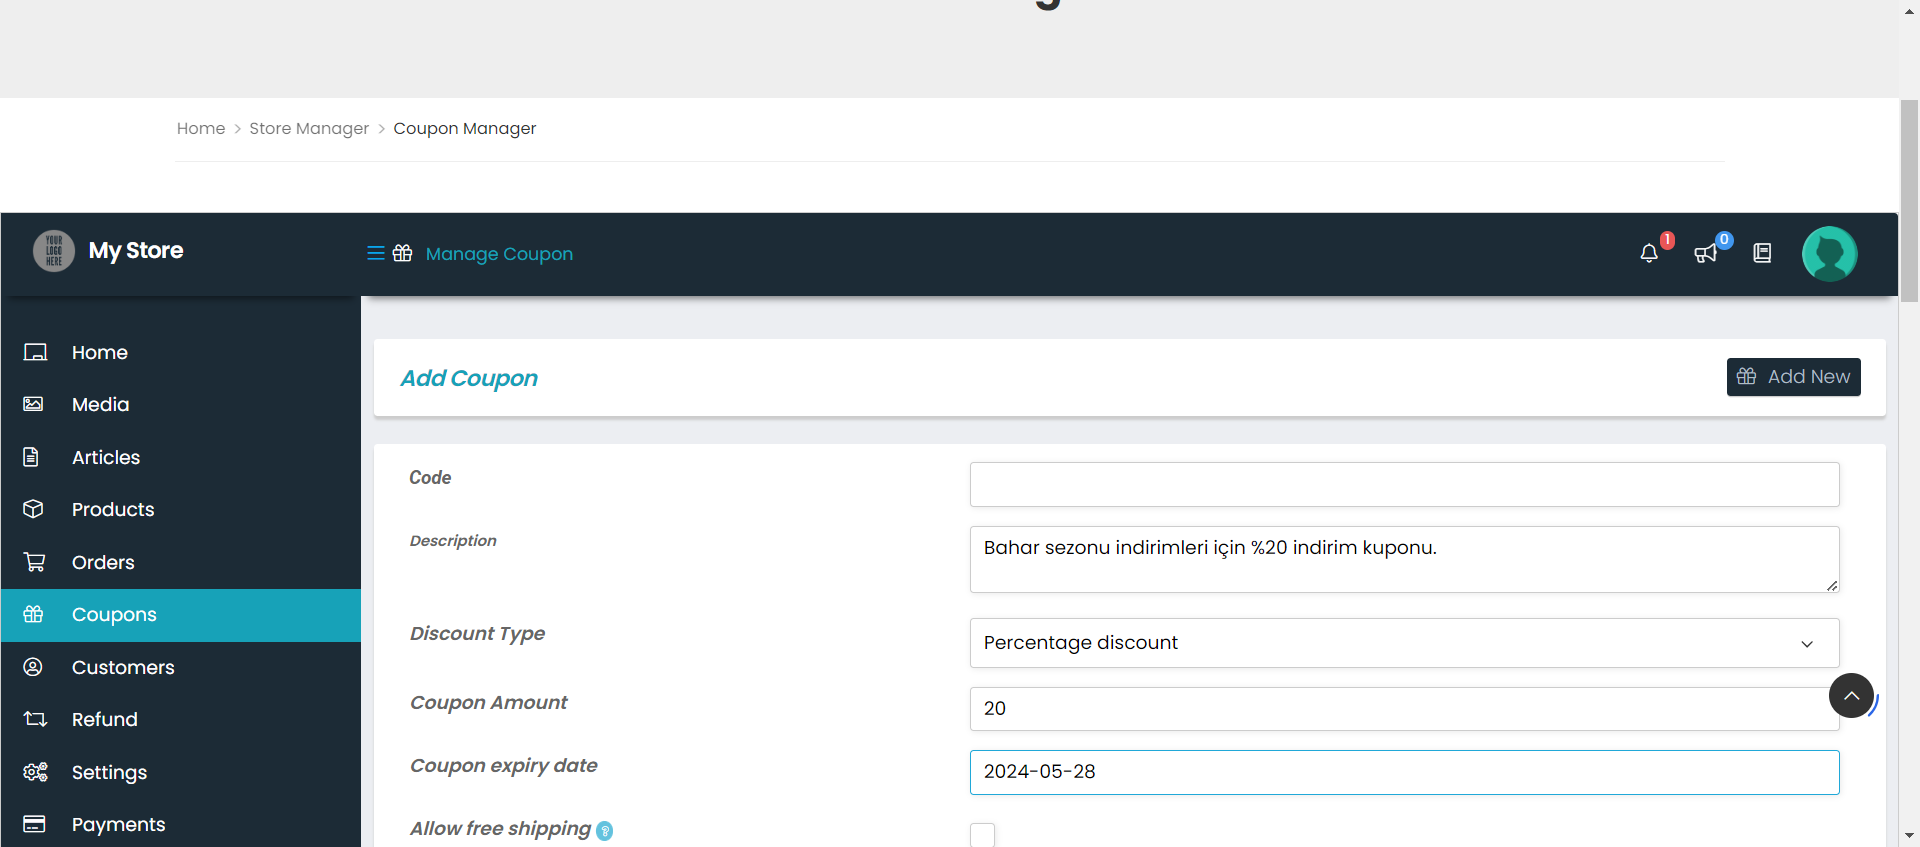 Home > Store Manager > Coupon Manager
YOUR
LOGO
HERE
My Store
Manage Coupon
1
0
Home
Media
Articles
Products
Orders
Coupons
Customers
Refund
Settings
Payments
Add Coupon
Add New
Code
Description
Bahar sezonu indirimleri için %20 indirim kuponu.
Discount Type
Percentage discount
Coupon Amount
20
Coupon expiry date
2024-05-28
Allow free shipping ?